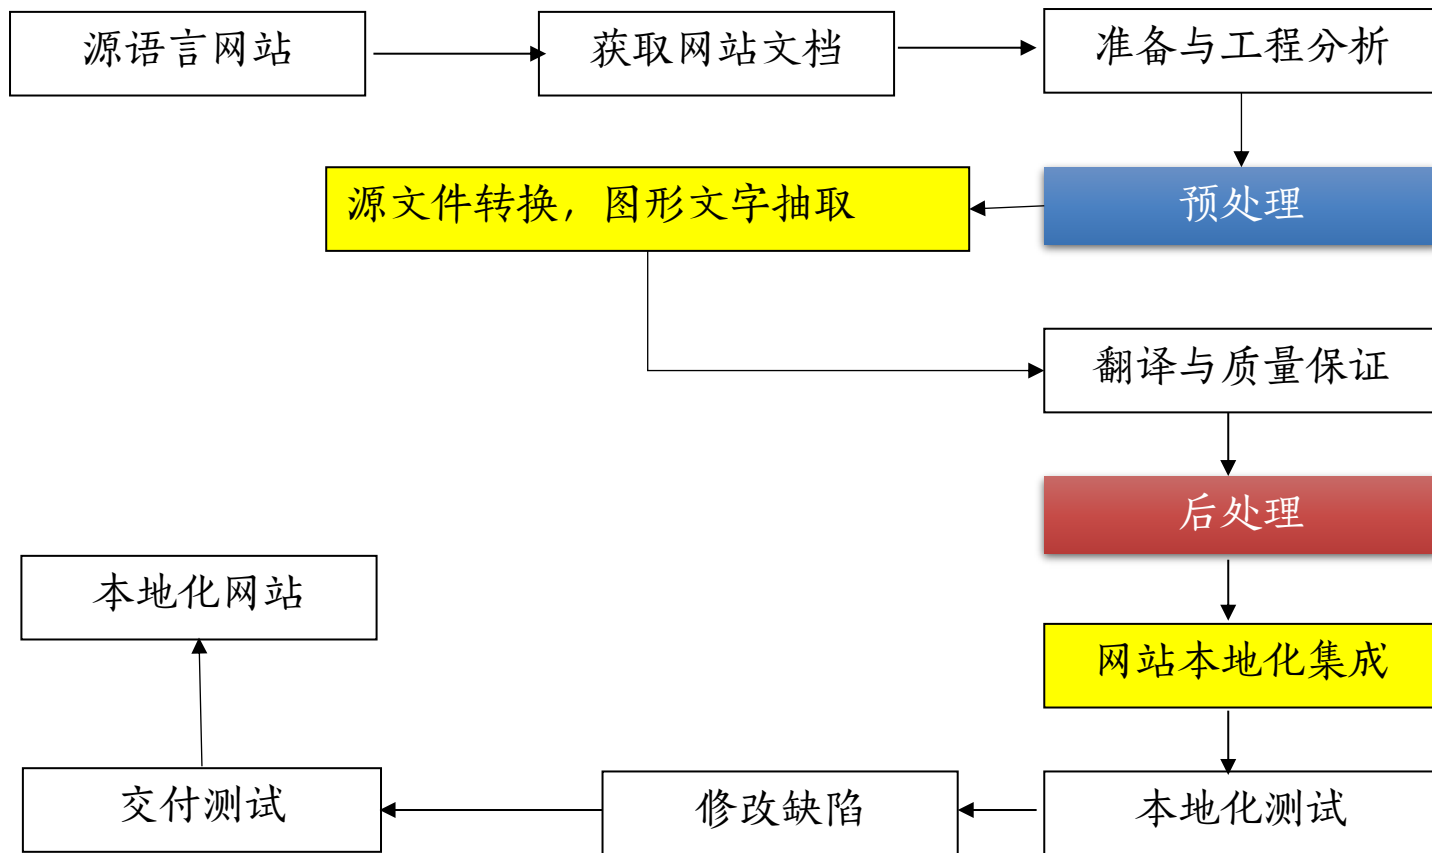 源语言网站
获取网站文档
准备与工程分析
源文件转换，图形文字抽取
预处理
翻译与质量保证
后处理
本地化网站
网站本地化集成
交付测试
修改缺陷
本地化测试